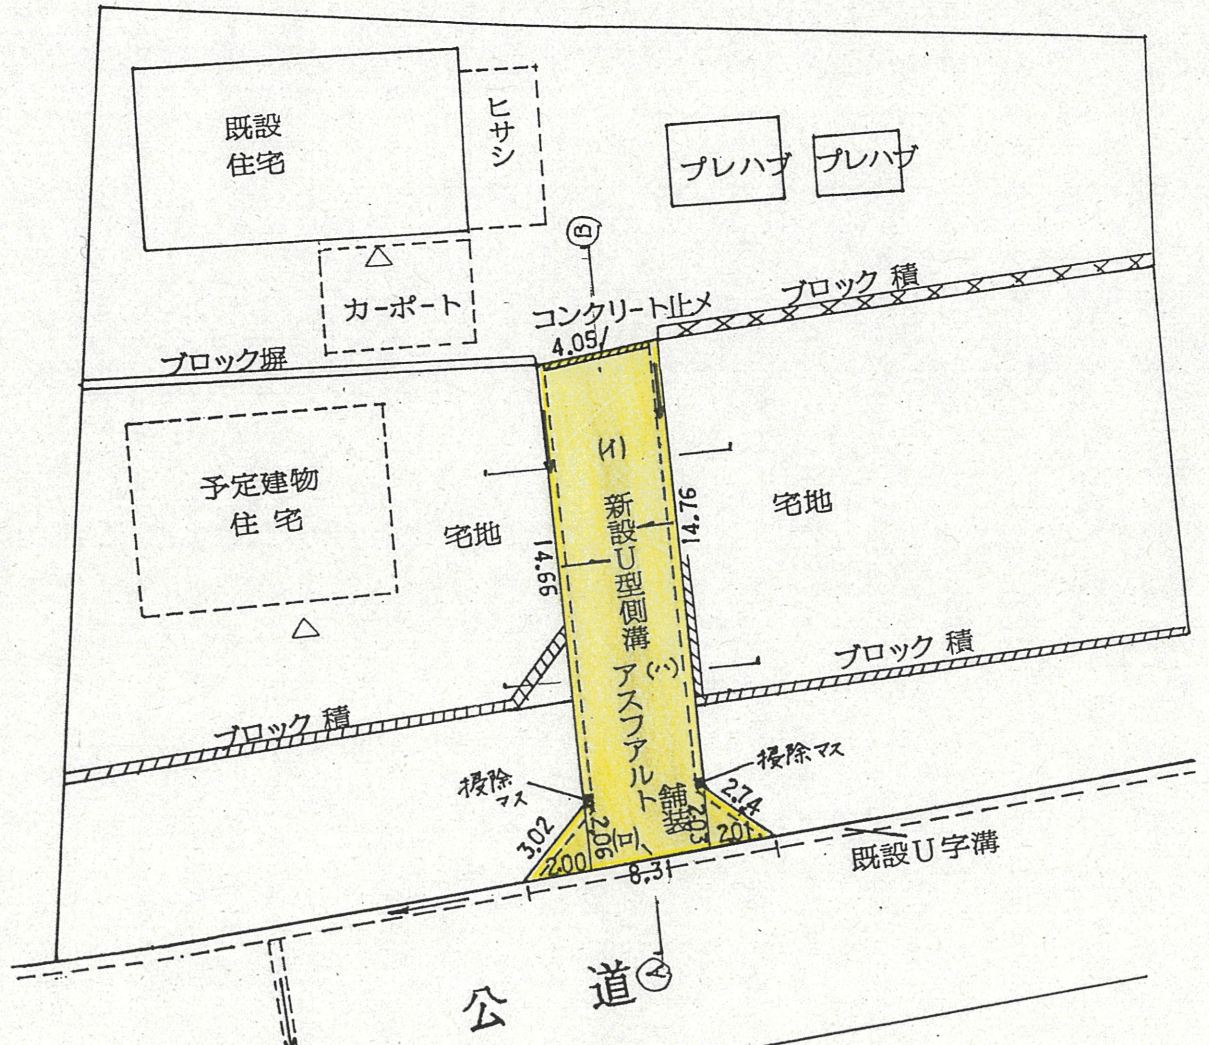 既設
住宅
ヒサシ
プレハブ
プレハブ
B
カーポート
コンクリート止メ
4.05
ブロック 積
ブロック塀
(イ)
予定建物
住 宅
宅地
宅地
14.66
14.76
新設U型側溝
アスファルト
舗装
(ハ)
ブロック 積
ブロック 積
掃除
マス
掃除マス
3.02
2.06
2.00
(ロ)
2.03
2.74
2.01
8.31
既設U字溝
A
公 道